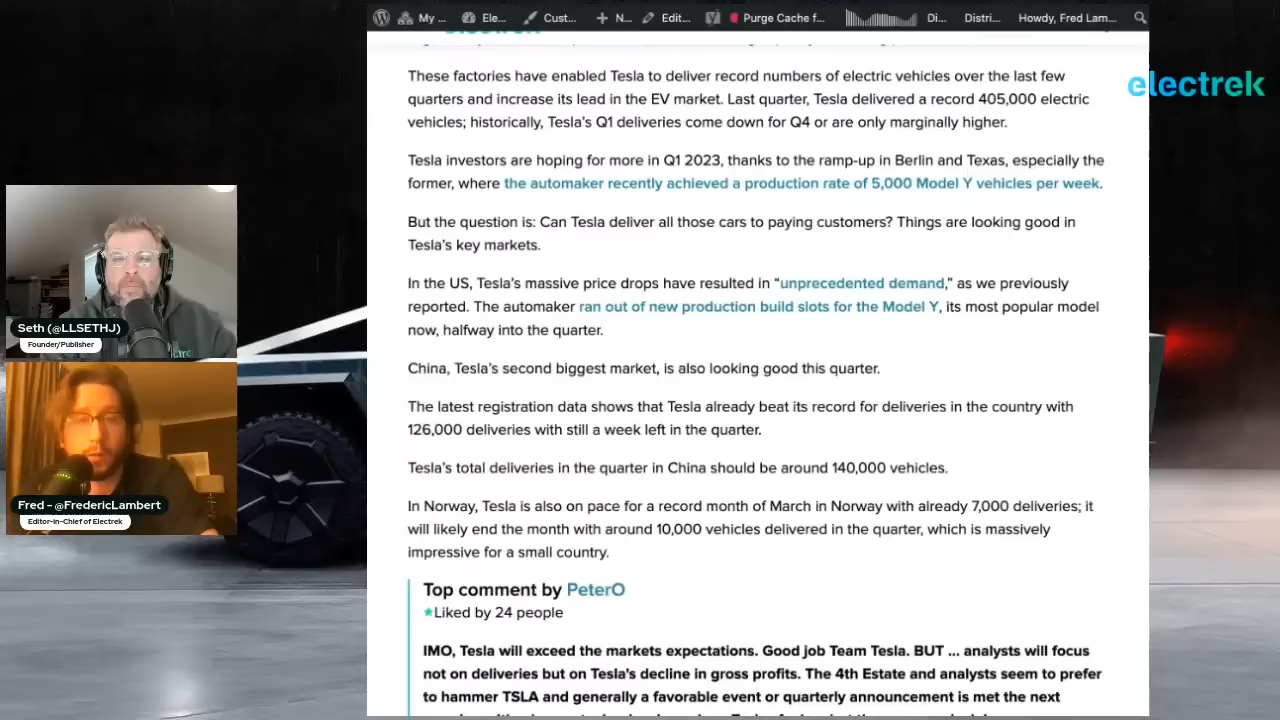 My ...
Ele...
Cust...
N...
Edit...
Purge Cache f...
Di...
Distri...
Howdy, Fred Lam...
electrek
These factories have enabled Tesla to deliver record numbers of electric vehicles over the last few
quarters and increase its lead in the EV market. Last quarter, Tesla delivered a record 405,000 electric
vehicles; historically, Tesla's Q1 deliveries come down for Q4 or are only marginally higher.
Tesla investors are hoping for more in Q1 2023, thanks to the ramp-up in Berlin and Texas, especially the
former, where the automaker recently achieved a production rate of 5,000 Model Y vehicles per week.
But the question is: Can Tesla deliver all those cars to paying customers? Things are looking good in
Tesla's key markets.
In the US, Tesla's massive price drops have resulted in “unprecedented demand,” as we previously
reported. The automaker ran out of new production build slots for the Model Y, its most popular model
now, halfway into the quarter.
China, Tesla's second biggest market, is also looking good this quarter.
The latest registration data shows that Tesla already beat its record for deliveries in the country with
126,000 deliveries with still a week left in the quarter.
Tesla's total deliveries in the quarter in China should be around 140,000 vehicles.
In Norway, Tesla is also on pace for a record month of March in Norway with already 7,000 deliveries; it
will likely end the month with around 10,000 vehicles delivered in the quarter, which is massively
impressive for a small country.
Top comment by PeterO
Liked by 24 people
IMO, Tesla will exceed the markets expectations. Good job Team Tesla. BUT ... analysts will focus
not on deliveries but on Tesla's decline in gross profits. The 4th Estate and analysts seem to prefer
to hammer TSLA and generally a favorable event or quarterly announcement is met the next
Seth (@LLSETHJ)
Founder/Publisher
Fred - @FredericLambert
Editor-in-Chief of Electrek
electrek